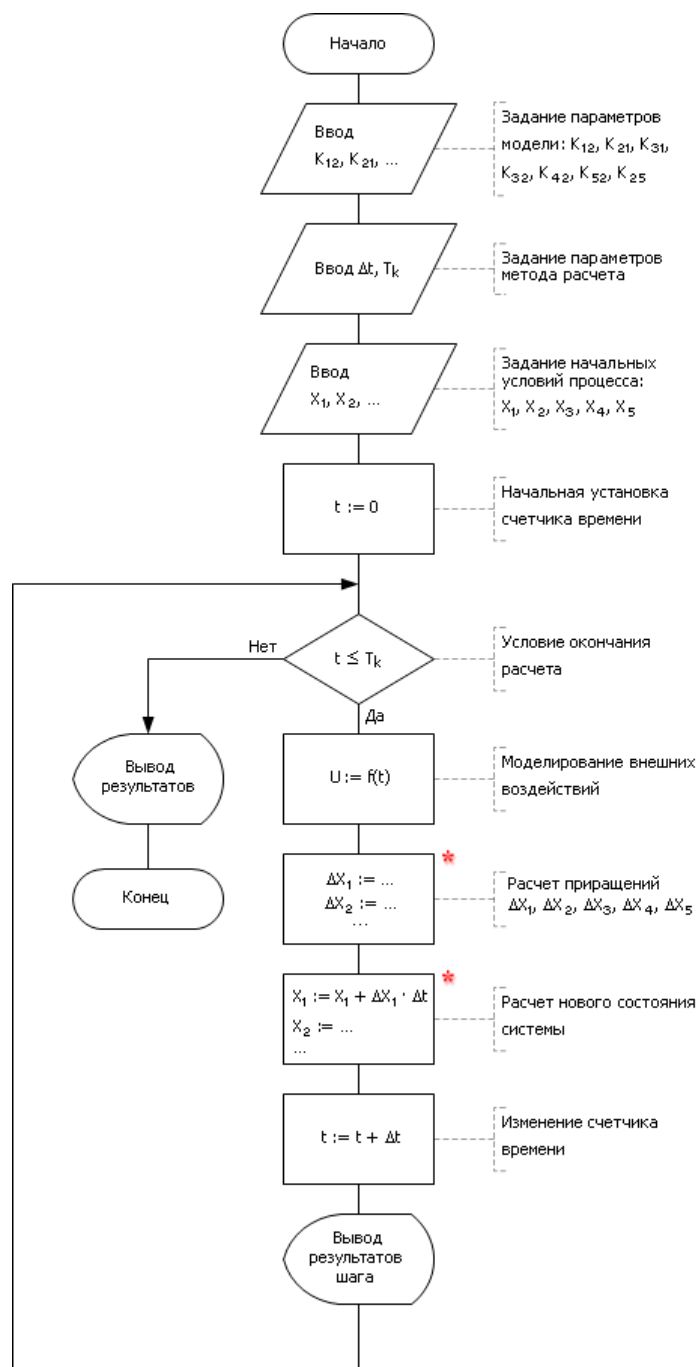 Начало
Ввод
K12, K21, ...
Задание параметров
модели: K12, K21, K31,
K32, K42, K52, K25
Ввод Δt, Tk
Задание параметров
метода расчета
Ввод
X1, X2, ...
Задание начальных
условий процесса:
X1, X2, X3, X4, X5
t := 0
Начальная установка
счетчика времени
Нет
t ≤ Tk
Условие окончания
расчета
Да
Вывод
результатов
U := f(t)
Моделирование внешних
воздействий
Конец
*
ΔX1 := ...
ΔX2 := ...
...
Расчет приращений
ΔX1, ΔX2, ΔX3, ΔX4, ΔX5
*
X1 := X1 + ΔX1 · Δt
X2 := ...
...
Расчет нового состояния
системы
t := t + Δt
Изменение счетчика
времени
Вывод
результатов
шага